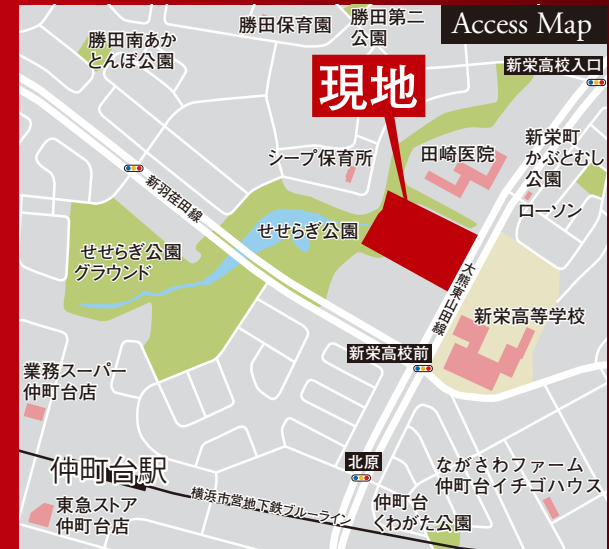 Access Map
勝田保育園
勝田第二
公園
勝田南あか
とんぼ公園
新栄高校入口
現地
新栄町
かぶとむし
公園
シープ保育所
田崎医院
新羽荏田線
ローソン
せせらぎ公園
せせらぎ公園
グラウンド
大熊東山田線
新栄高等学校
新栄高校前
業務スーパー
仲町台店
北原
仲町台駅
ながさわファーム
仲町台イチゴハウス
横浜市営地下鉄ブルーライン
東急ストア
仲町台店
仲町台
くわがた公園